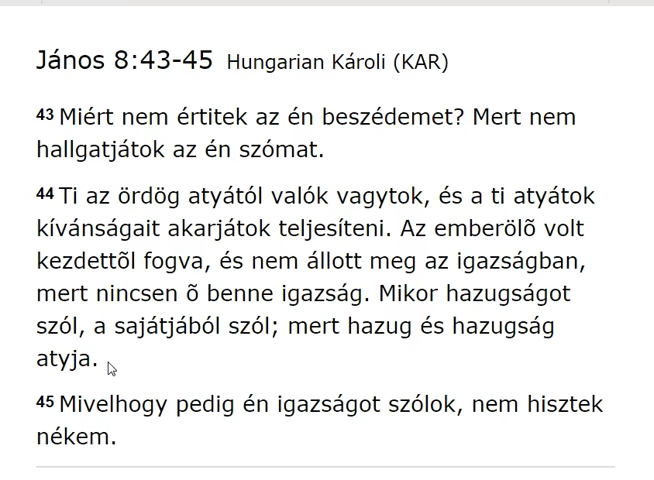 János 8:43-45 Hungarian Károli (KAR)
43 Miért nem értitek az én beszédemet? Mert nem
hallgatjátok az én szómat.
44 Ti az ördög atyától valók vagytok, és a ti atyátok
kívánságait akarjátok teljesíteni. Az emberölõ volt
kezdettõl fogva, és nem állott meg az igazságban,
mert nincsen õ benne igazság. Mikor hazugságot
szól, a sajátjából szól; mert hazug és hazugság
atyja.
45 Mivelhogy pedig én igazságot szólok, nem hisztek
nékem.